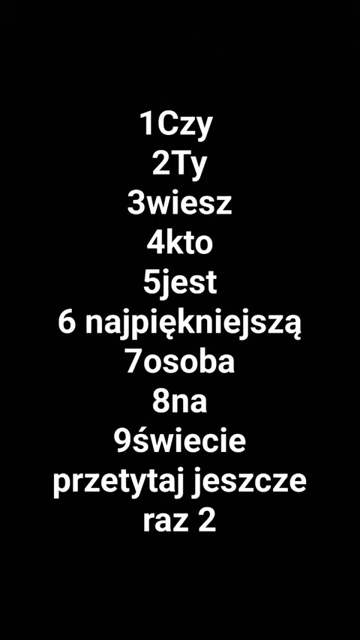 1Czy
2Ty
3wiesz
4kto
5jest
6 najpiękniejszą
7osoba
8na
9świecie
przetytaj jeszcze
raz 2